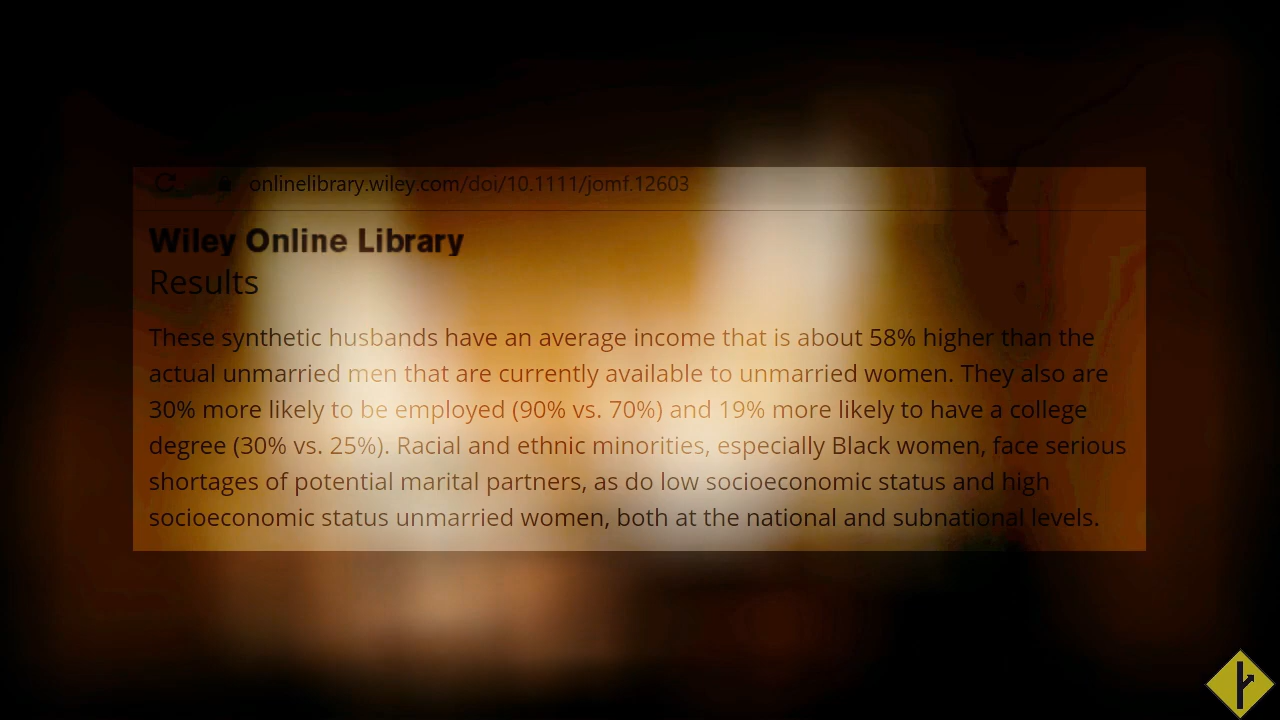 onlinelibrary.wiley.com/doi/10.1111/jomf.12603
Wiley Online Library
Results
These synthetic husbands have an average income that is about 58% higher than the
actual unmarried men that are currently available to unmarried women. They also are
30% more likely to be employed (90% vs. 70%) and 19% more likely to have a college
degree (30% vs. 25%). Racial and ethnic minorities, especially Black women, face serious
shortages of potential marital partners, as do low socioeconomic status and high
socioeconomic status unmarried women, both at the national and subnational levels.